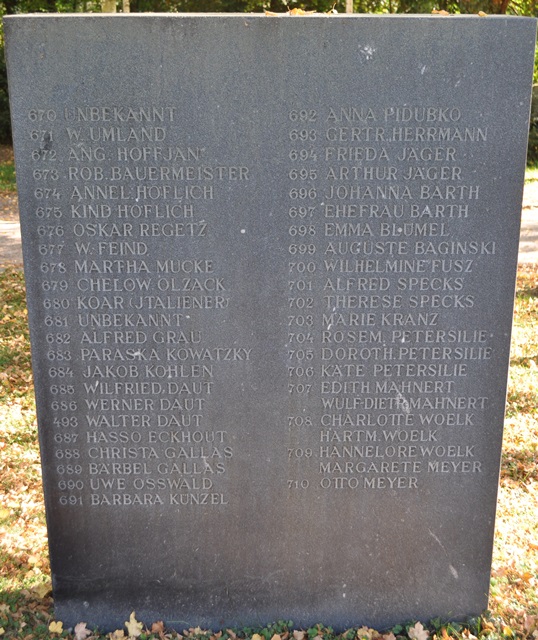 670 UNBEKANNT
671 W. UMLAND
672 ANG. HOFFJAN
673 ROB. BAUERMEISTER
674 ANNEL. HÖFLICH
675 KIND HÖFLICH
676 OSKAR REGETZ
677 W. FEIND
678 MARTHA MUCKE
679 CHELOW. OLZACK
680 KOAR (JTALIENER)
681 UNBEKANNT
682 ALFRED GRAU
683 PARASKA KOWATZKY
684 JAKOB KOHLEN
685 WILFRIED DAUT
686 WERNER DAUT
493 WALTER DAUT
687 HASSO ECKHOUT
688 CHRISTA GALLAS
689 BÄRBEL GALLAS
690 UWE OSSWALD
691 BARBARA KÜNZEL
692 ANNA PIDUBKO
693 GERTR. HERRMANN
694 FRIEDA JÄGER
695 ARTHUR JÄGER
696 JOHANNA BARTH
697 EHEFRAU BARTH
698 EMMA BLÜMEL
699 AUGUSTE BAGINSKI
700 WILHELMINE FUSZ
701 ALFRED SPECKS
702 THERESE SPECKS
703 MARIE KRANZ
704 ROSEM. PETERSILIE
705 DOROTH. PETERSILIE
706 KÄTE PETERSILIE
707 EDITH MAHNERT
WULF-DIETH. MAHNERT
708 CHARLOTTE WOELK
HARTM. WOELK
709 HANNELORE WOELK
MARGARETE MEYER
710 OTTO MEYER